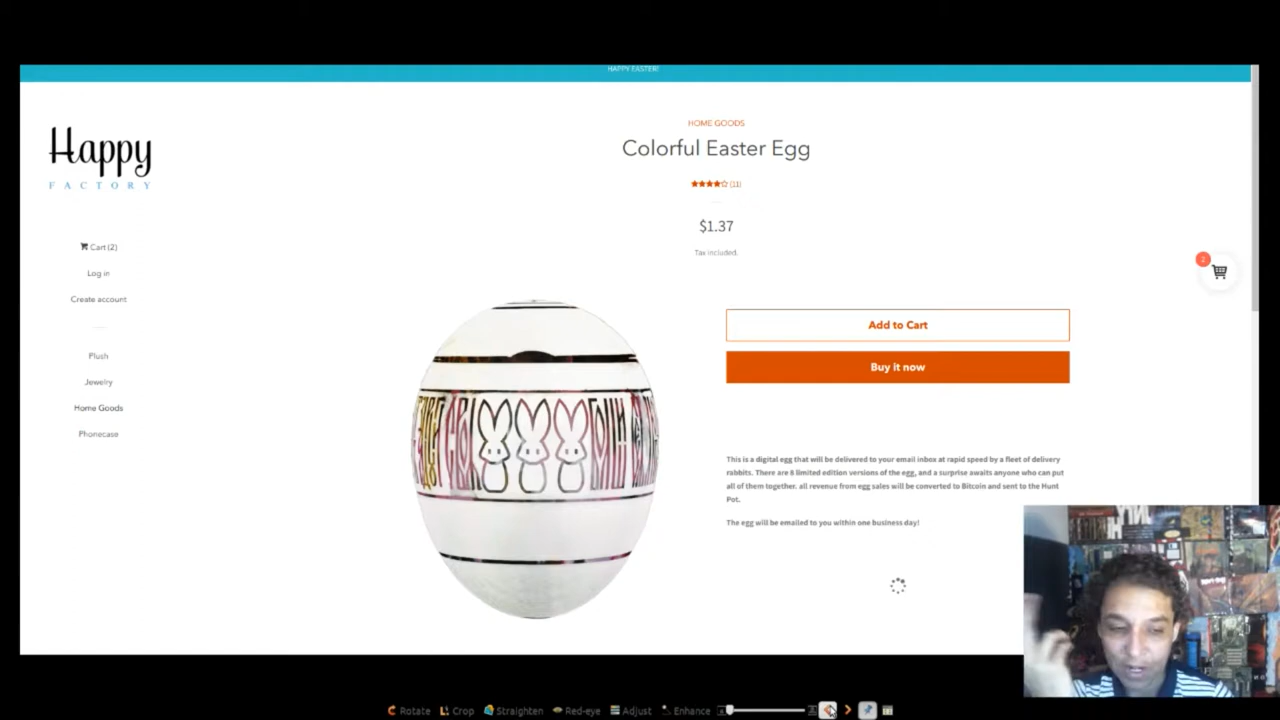 HAPPY EASTER!
Happy
FACTORY
HOME GOODS
Colorful Easter Egg
★★★★☆ (11)
$1.37
Tax included.
Cart (2)
Log in
Create account
Plush
Jewelry
Home Goods
Phonecase
2
Add to Cart
Buy it now
This is a digital egg that will be delivered to your email inbox at rapid speed by a fleet of delivery
rabbits. There are 8 limited edition versions of the egg, and a surprise awaits anyone who can put
all of them together. all revenue from egg sales will be converted to Bitcoin and sent to the Hunt
Pot.
The egg will be emailed to you within one business day!
Rotate Crop Straighten Red-eye Adjust Enhance